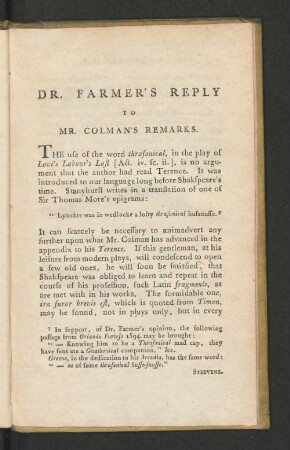 DR. FARMER'S REPLY
TO
MR. COLMAN'S REMARKS.
THE use of the word thrasonical, in the play of
Love's Labour's Lost [Act. iv. sc. ii.], is no argu-
ment that the author had read Terence. It was
introduced to our language long before Shakspeare's
time. Stanyhurst writes in a translation of one of
Sir Thomas More's epigrams:
" Lynckte was in wedlocke a lofty thrasonical hufsnuffe."
It can scarcely be necessary to animadvert any
further upon what Mr. Colman has advanced in the
appendix to his Terence. If this gentleman, at his
leisure from modern plays, will condescend to open
a few old ones, he will soon be satisfied, that
Shakspeare was obliged to learn and repeat in the
course of his profession, such Latin fragments, as
are met with in his works. The formidable one,
ira furor brevis est, which is quoted from Timon,
may be found, not in plays only, but in every
² In support, of Dr. Farmer's opinion, the following
passage from Orlando Furioso 1594 may be brought:
" — Knowing him to be a Thrasonical mad cap, they
have sent me a Gnathonical companion," &c.
Greene, in the dedication to his Arcadia, has the same word:
" — as of some thrasonical huffe-snuffe."
STEEVENS.